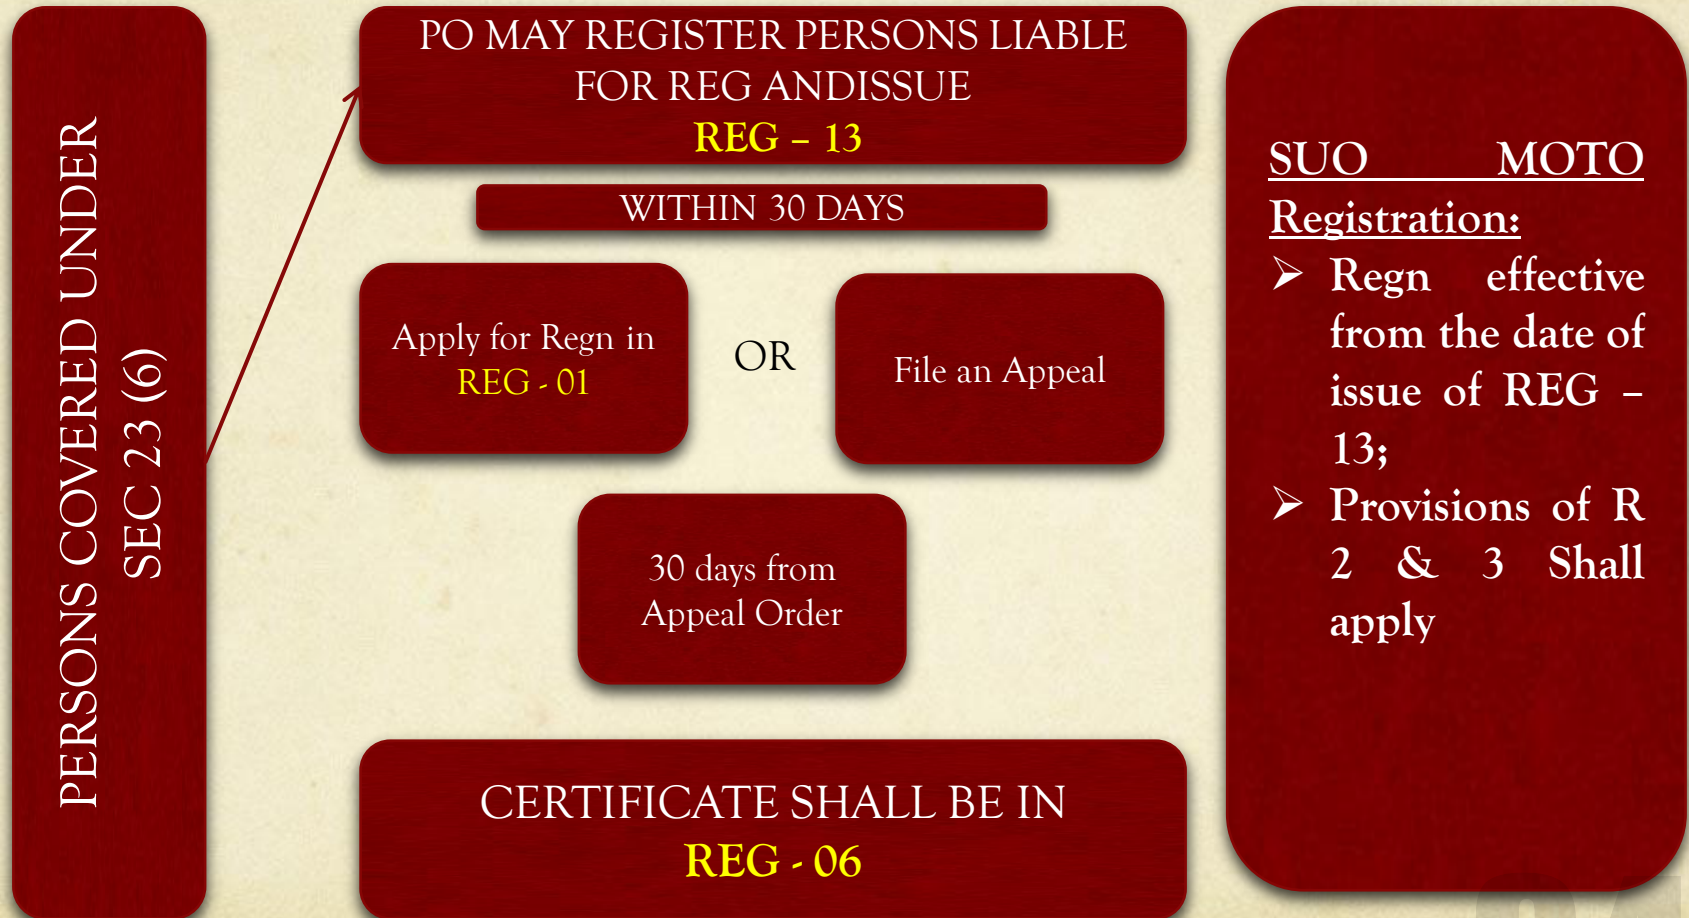 PERSONS COVERED UNDER
SEC 23 (6)
PO MAY REGISTER PERSONS LIABLE
FOR REG ANDISSUE
REG – 13
WITHIN 30 DAYS
Apply for Regn in
REG - 01
OR
File an Appeal
30 days from
Appeal Order
CERTIFICATE SHALL BE IN
REG - 06
SUO MOTO
Registration:
➢ Regn effective
from the date of
issue of REG –
13;
➢ Provisions of R
2 & 3 Shall
apply